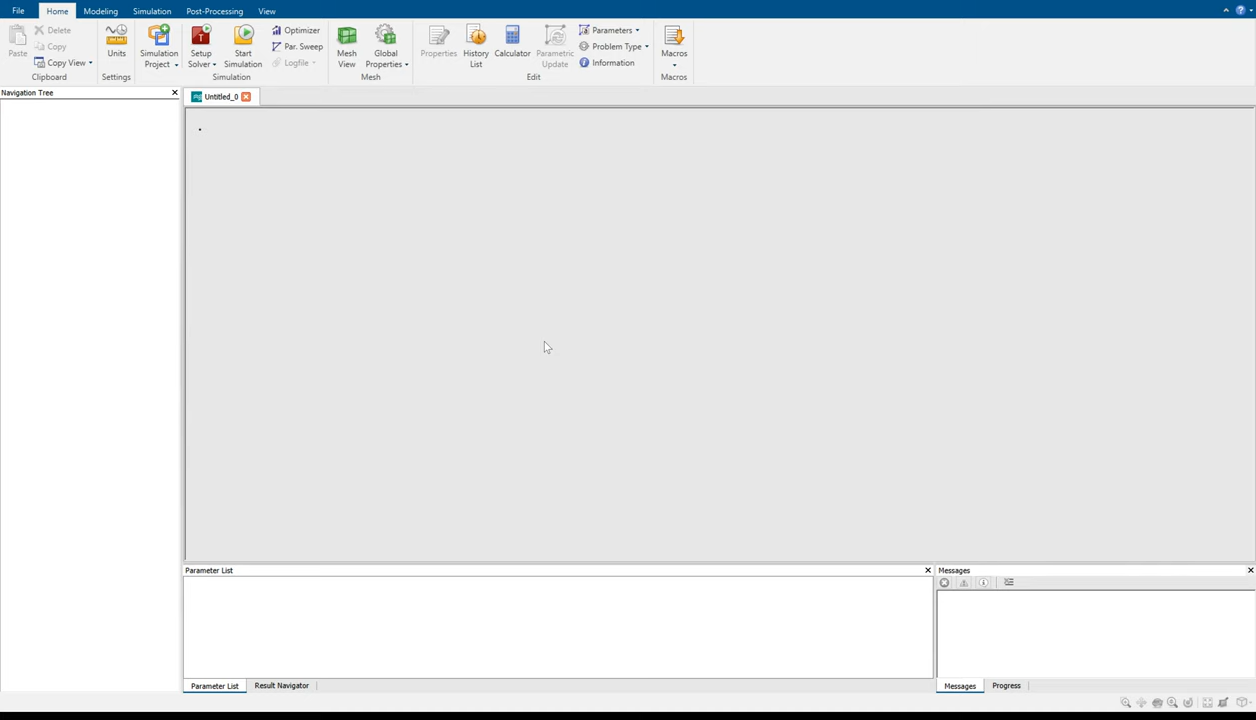 File Home Modeling Simulation Post-Processing View
Paste Delete Copy Copy View Clipboard
Units Settings
Simulation Project Setup Solver Start Simulation Optimizer Par. Sweep Logfile Simulation
Mesh View Global Properties Mesh
Properties History List Calculator Parametric Update Parameters Problem Type Information Edit
Macros Macros
Navigation Tree
Untitled_0
Parameter List
Messages
Parameter List Result Navigator
Messages Progress